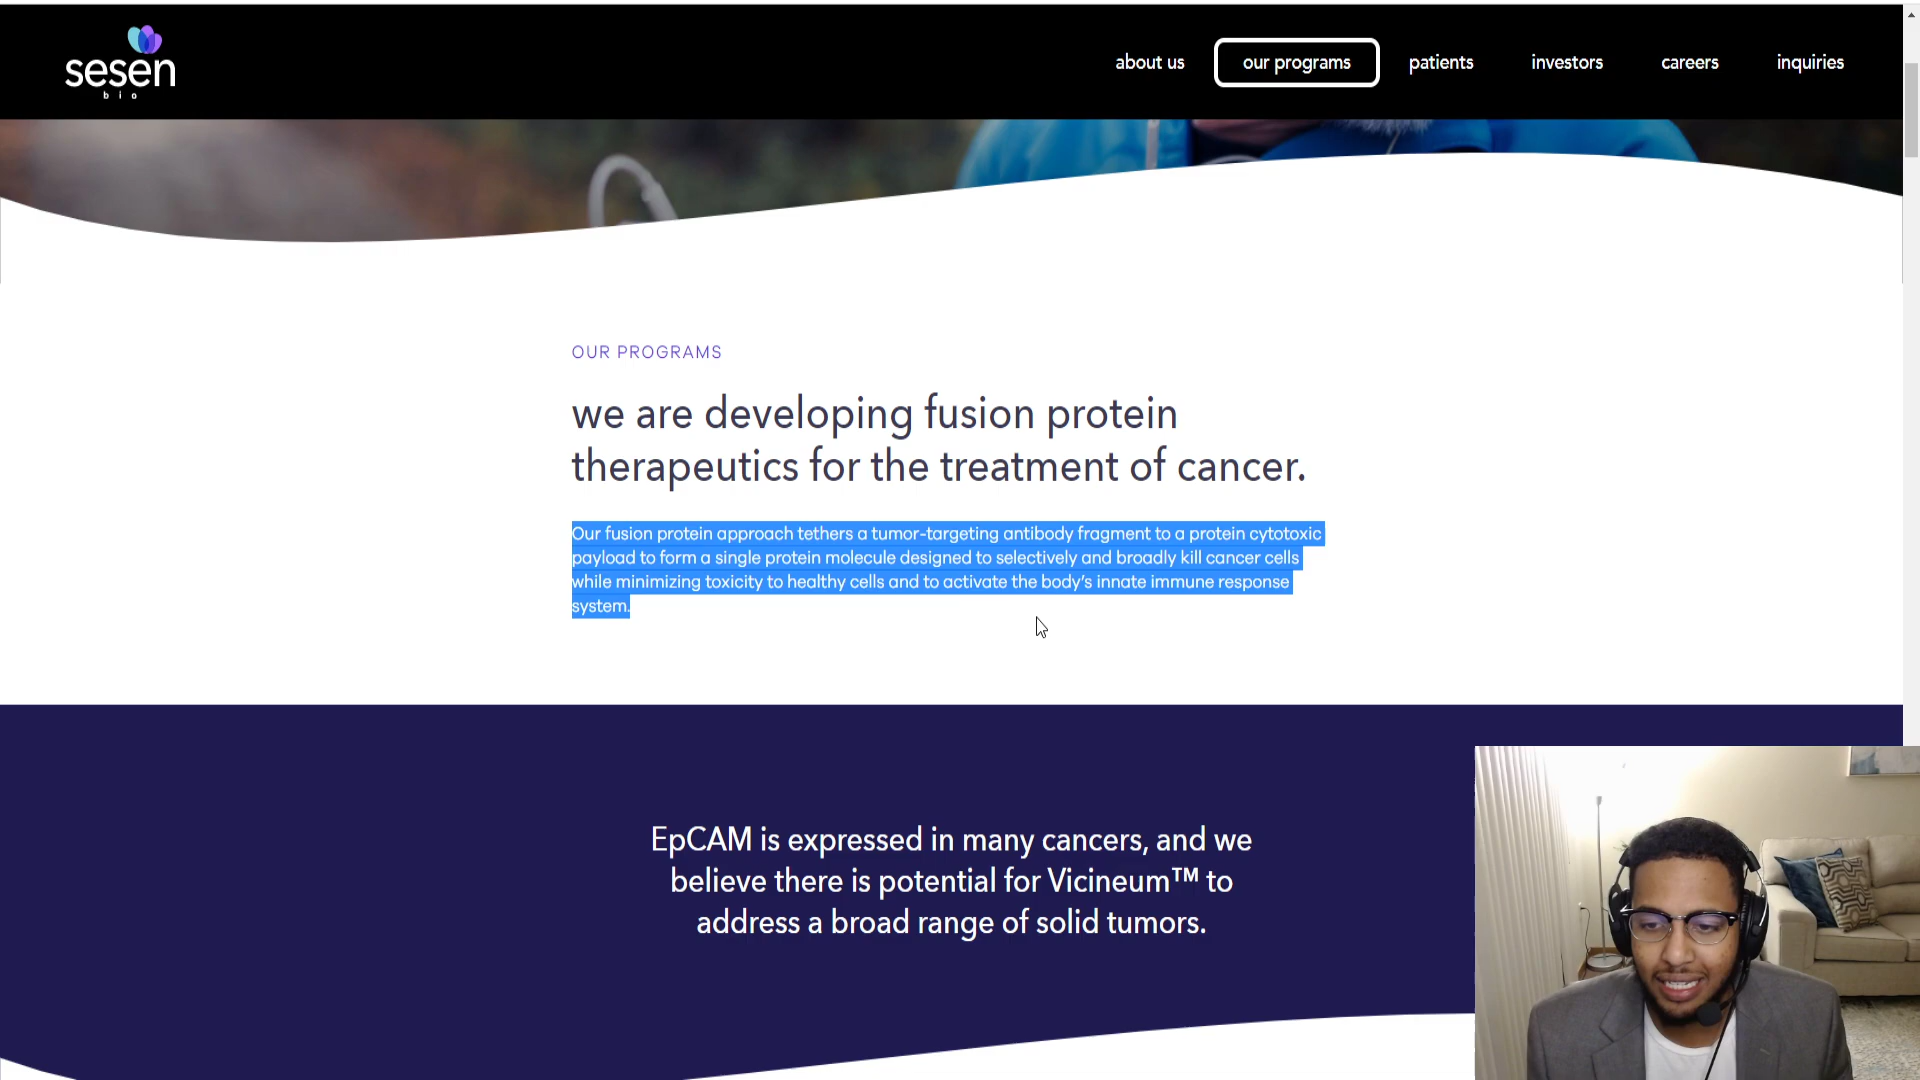 sesen
bio
about us
our programs
patients
investors
careers
inquiries
OUR PROGRAMS
we are developing fusion protein
therapeutics for the treatment of cancer.
Our fusion protein approach tethers a tumor-targeting antibody fragment to a protein cytotoxic
payload to form a single protein molecule designed to selectively and broadly kill cancer cells
while minimizing toxicity to healthy cells and to activate the body’s innate immune response
system.
EpCAM is expressed in many cancers, and we
believe there is potential for Vicineum™ to
address a broad range of solid tumors.